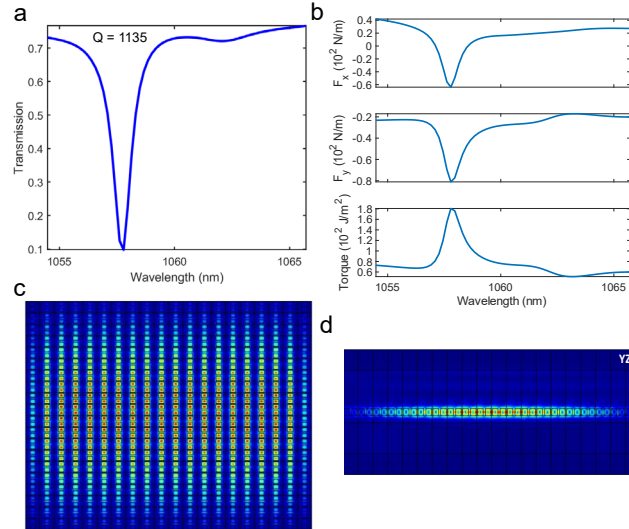 a
Q = 1135
0.7
0.6
0.5
0.4
0.3
0.2
0.1
Transmission
1055
1060
1065
Wavelength (nm)
b
0.4
0.2
0
-0.2
-0.4
-0.6
F_x (10^2 N/m)
-0.2
-0.4
-0.6
-0.8
F_y (10^2 N/m)
1.8
1.6
1.4
1.2
1
0.8
0.6
Torque (10^2 J/m^2)
1055
1060
1065
Wavelength (nm)
c
d
YZ